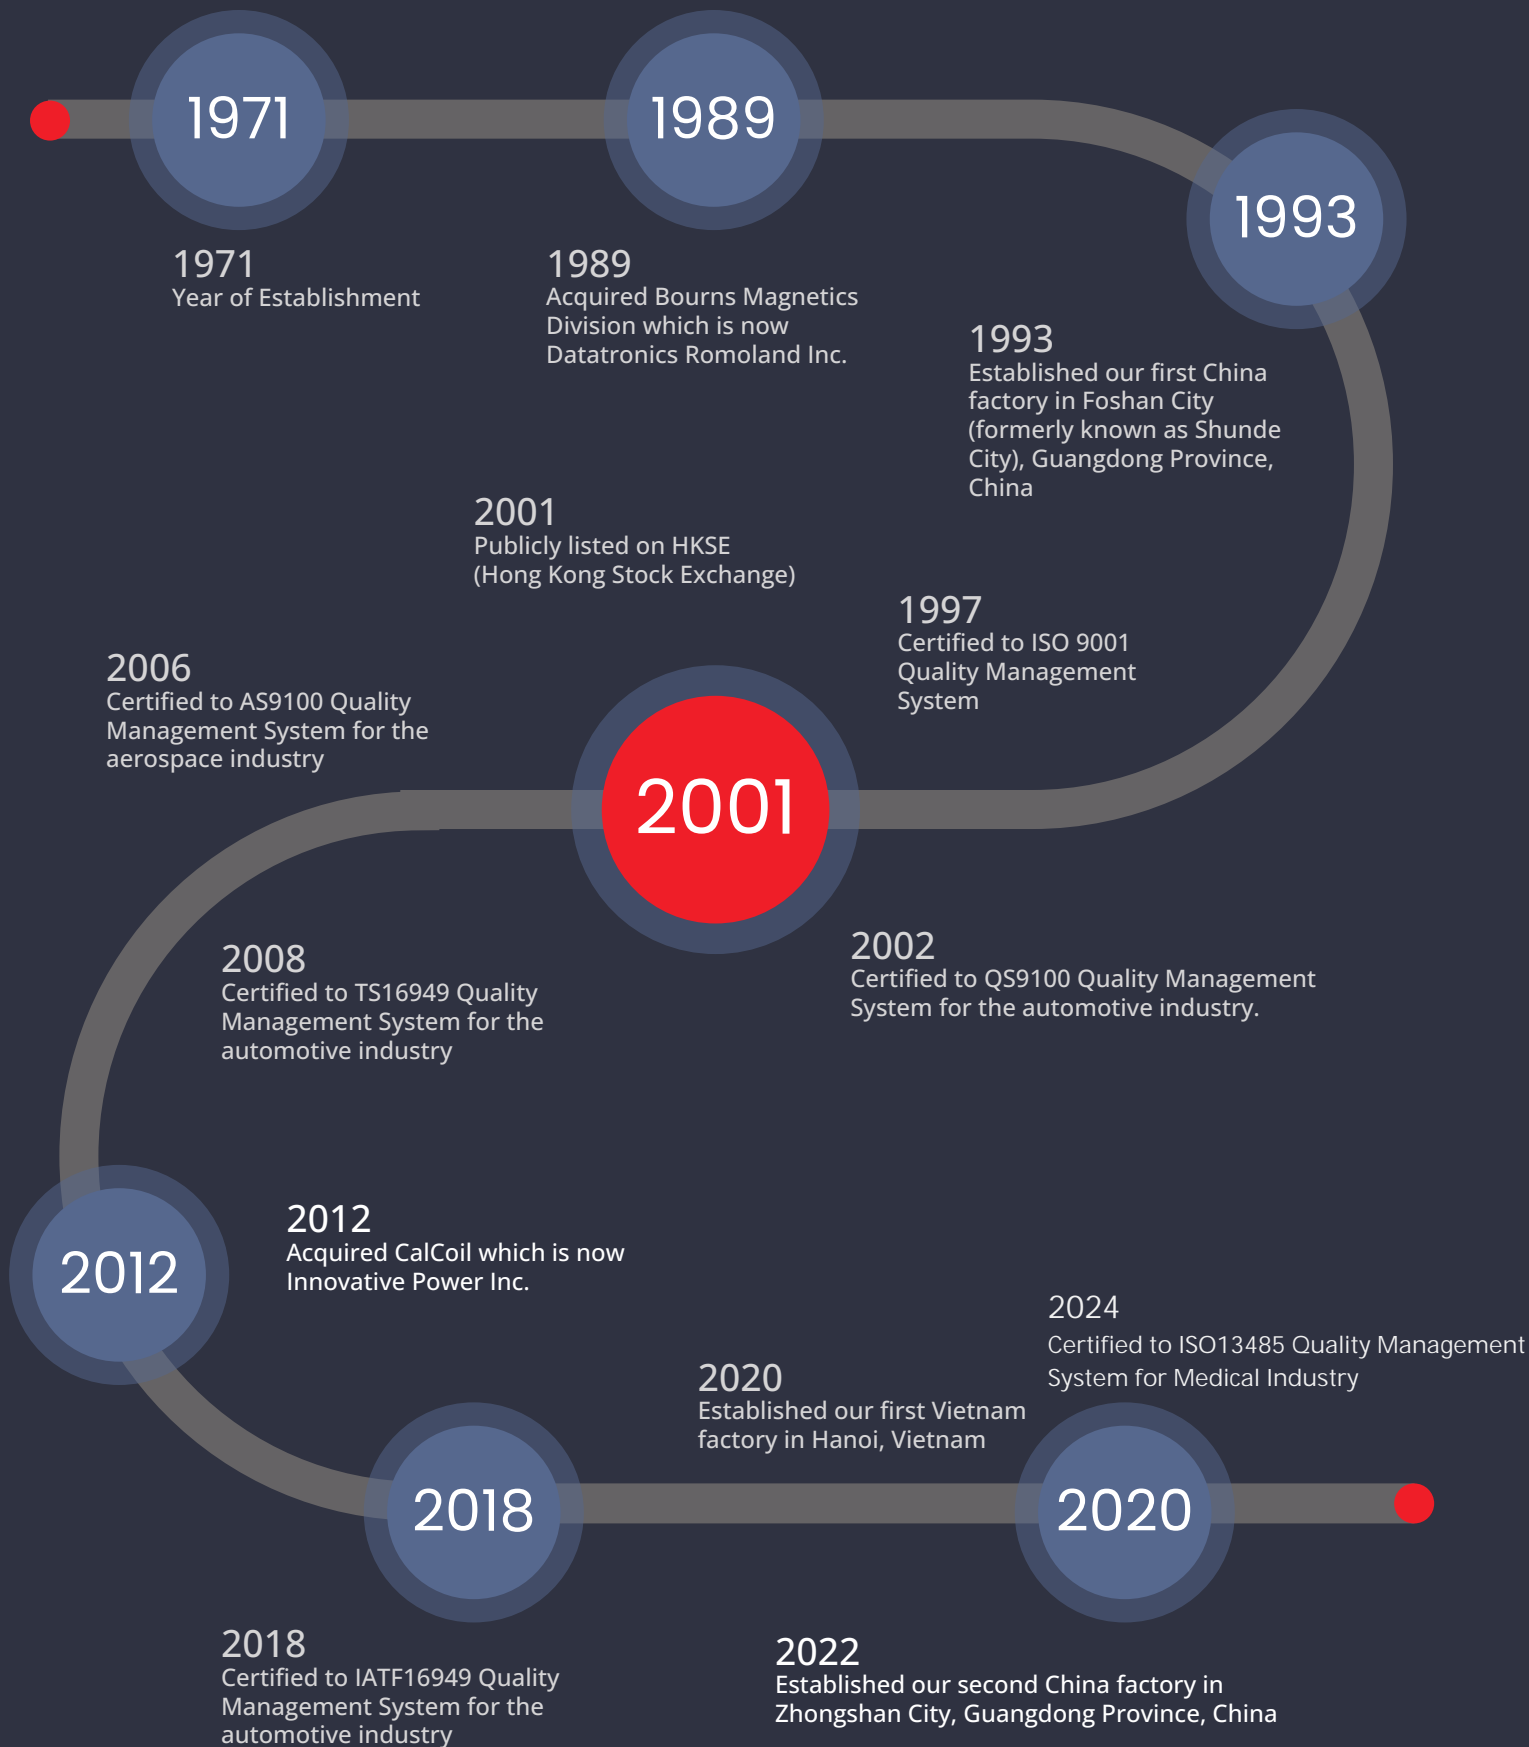 1971
1989
1993
1971
Year of Establishment
1989
Acquired Bourns Magnetics
Division which is now
Datatronics Romoland Inc.
1993
Established our first China
factory in Foshan City
(formerly known as Shunde
City), Guangdong Province,
China
2001
Publicly listed on HKSE
(Hong Kong Stock Exchange)
1997
Certified to ISO 9001
Quality Management
System
2006
Certified to AS9100 Quality
Management System for the
aerospace industry
2001
2008
Certified to TS16949 Quality
Management System for the
automotive industry
2002
Certified to QS9100 Quality Management
System for the automotive industry.
2012
2012
Acquired CalCoil which is now
Innovative Power Inc.
2024
Certified to ISO13485 Quality Management
System for Medical Industry
2020
Established our first Vietnam
factory in Hanoi, Vietnam
2018
2020
2018
Certified to IATF16949 Quality
Management System for the
automotive industry
2022
Established our second China factory in
Zhongshan City, Guangdong Province, China